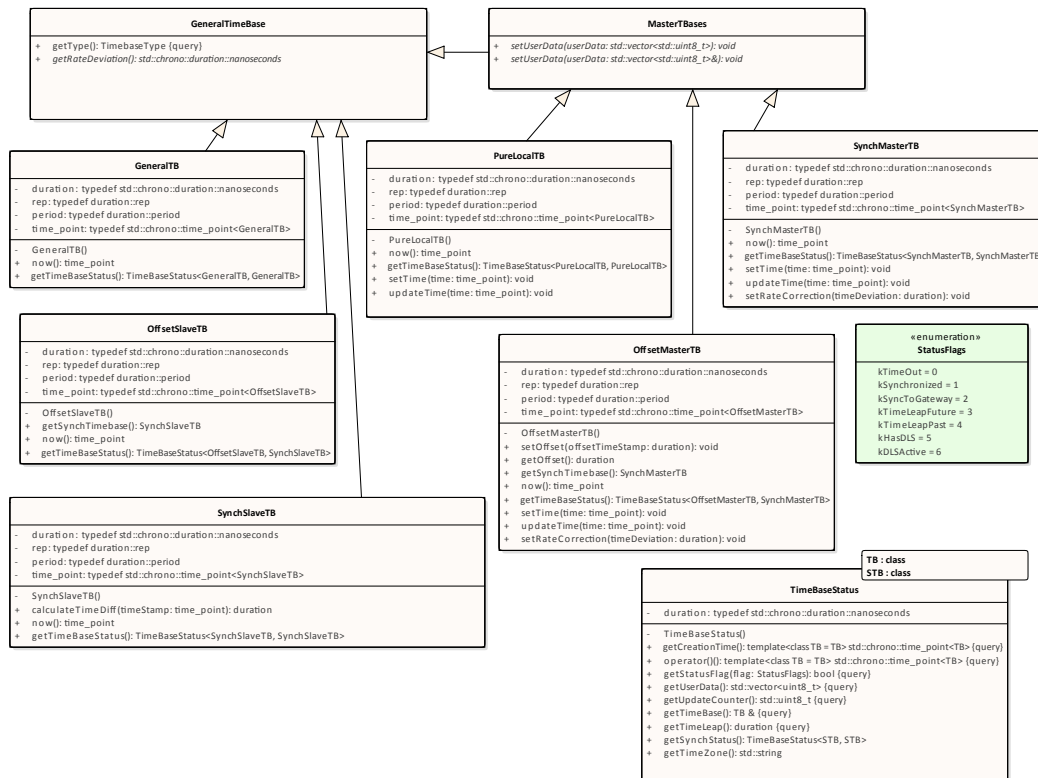 GeneralTimeBase
+ getType(): TimebaseType {query}
+ getRateDeviation(): std::chrono::duration::nanoseconds
MasterTBases
+ setUserData(userData: std::vector<std::uint8_t>): void
+ setUserData(userData: std::vector<std::uint8_t>&): void
GeneralTB
- duration: typedef std::chrono::duration::nanoseconds
- rep: typedef duration::rep
- period: typedef duration::period
- time_point: typedef std::chrono::time_point<GeneralTB>
- GeneralTB()
+ now(): time_point
+ getTimeBaseStatus(): TimeBaseStatus<GeneralTB, GeneralTB>
PureLocalTB
- duration: typedef std::chrono::duration::nanoseconds
- rep: typedef duration::rep
- period: typedef duration::period
- time_point: typedef std::chrono::time_point<PureLocalTB>
- PureLocalTB()
+ now(): time_point
+ getTimeBaseStatus(): TimeBaseStatus<PureLocalTB, PureLocalTB>
+ setTime(time: time_point): void
+ updateTime(time: time_point): void
SynchMasterTB
- duration: typedef std::chrono::duration::nanoseconds
- rep: typedef duration::rep
- period: typedef duration::period
- time_point: typedef std::chrono::time_point<SynchMasterTB>
- SynchMasterTB()
+ now(): time_point
+ getTimeBaseStatus(): TimeBaseStatus<SynchMasterTB, SynchMasterTB
+ setTime(time: time_point): void
+ updateTime(time: time_point): void
+ setRateCorrection(timeDeviation: duration): void
OffsetSlaveTB
- duration: typedef std::chrono::duration::nanoseconds
- rep: typedef duration::rep
- period: typedef duration::period
- time_point: typedef std::chrono::time_point<OffsetSlaveTB>
- OffsetSlaveTB()
+ getSynchTimebase(): SynchSlaveTB
+ now(): time_point
+ getTimeBaseStatus(): TimeBaseStatus<OffsetSlaveTB, SynchSlaveTB>
OffsetMasterTB
- duration: typedef std::chrono::duration::nanoseconds
- rep: typedef duration::rep
- period: typedef duration::period
- time_point: typedef std::chrono::time_point<OffsetMasterTB>
- OffsetMasterTB()
+ setOffset(offsetTimeStamp: duration): void
+ getOffset(): duration
+ getSynchTimebase(): SynchMasterTB
+ now(): time_point
+ getTimeBaseStatus(): TimeBaseStatus<OffsetMasterTB, SynchMasterTB>
+ setTime(time: time_point): void
+ updateTime(time: time_point): void
+ setRateCorrection(timeDeviation: duration): void
«enumeration»
StatusFlags
kTimeOut = 0
kSynchronized = 1
kSyncToGateway = 2
kTimeLeapFuture = 3
kTimeLeapPast = 4
kHasDLS = 5
kDLSActive = 6
SynchSlaveTB
- duration: typedef std::chrono::duration::nanoseconds
- rep: typedef duration::rep
- period: typedef duration::period
- time_point: typedef std::chrono::time_point<SynchSlaveTB>
- SynchSlaveTB()
+ calculateTimeDiff(timeStamp: time_point): duration
+ now(): time_point
+ getTimeBaseStatus(): TimeBaseStatus<SynchSlaveTB, SynchSlaveTB>
TB : class
STB : class
TimeBaseStatus
- duration: typedef std::chrono::duration::nanoseconds
- TimeBaseStatus()
+ getCreationTime(): template<class TB = TB> std::chrono::time_point<TB> {query}
+ operator()(): template<class TB = TB> std::chrono::time_point<TB> {query}
+ getStatusFlag(flag: StatusFlags): bool {query}
+ getUserData(): std::vector<uint8_t> {query}
+ getUpdateCounter(): std::uint8_t {query}
+ getTimeBase(): TB & {query}
+ getTimeLeap(): duration {query}
+ getSynchStatus(): TimeBaseStatus<STB, STB>
+ getTimeZone(): std::string